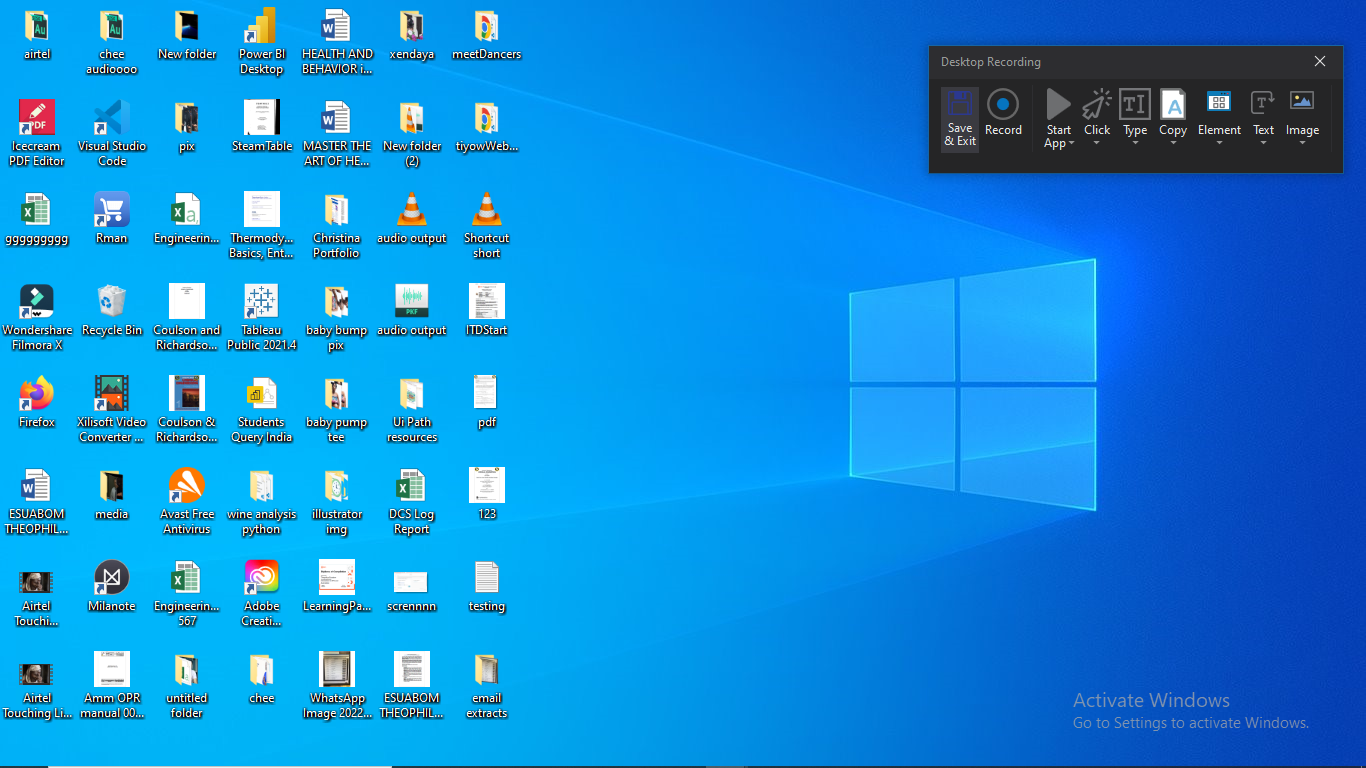 airtel
chee
audioooo
New folder
Power BI
Desktop
HEALTH AND
BEHAVIOR i...
xendaya
meetDancers
Icecream
PDF Editor
Visual Studio
Code
pix
SteamTable
MASTER THE
ART OF HE...
New folder
(2)
tiyowWeb...
ggggggggg
Rman
Engineerin...
Thermody...
Basics, Ent...
Christina
Portfolio
audio output
Shortcut
short
Wondershare
Filmora X
Recycle Bin
Coulson and
Richardso...
Tableau
Public 2021.4
baby bump
pix
PKF
audio output
ITDStart
Firefox
Xilisoft Video
Converter ...
Coulson &
Richardso...
Students
Query India
baby pump
tee
Ui Path
resources
pdf
ESUABOM
THEOPHIL...
media
Avast Free
Antivirus
wine analysis
python
illustrator
img
DCS Log
Report
123
Airtel
Touchi...
Milanote
Engineerin...
567
Adobe
Creati...
LearningPa...
scrennnn
testing
Airtel
Touching Li...
Amm OPR
manual 00...
untitled
folder
chee
WhatsApp
Image 2022...
ESUABOM
THEOPHIL...
email
extracts
Desktop Recording
Save
& Exit
Record
Start
App
Click
Type
Copy
Element
Text
Image
Activate Windows
Go to Settings to activate Windows.